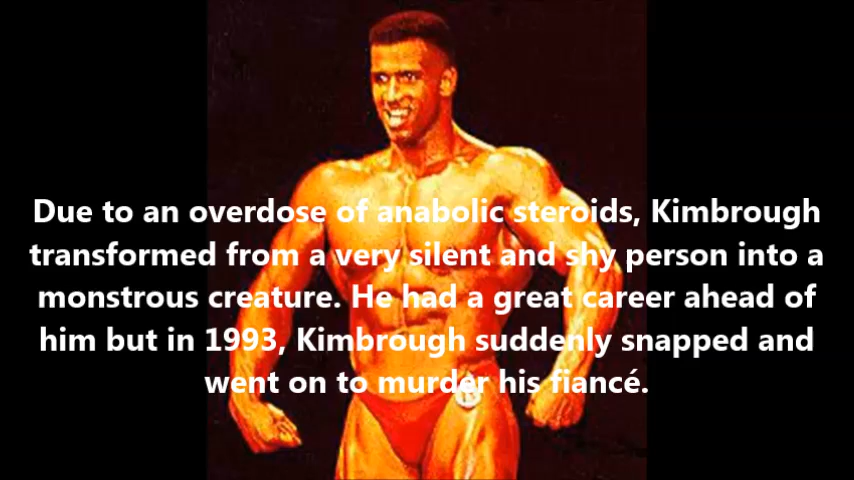 Due to an overdose of anabolic steroids, Kimbrough
transformed from a very silent and shy person into a
monstrous creature. He had a great career ahead of
him but in 1993, Kimbrough suddenly snapped and
went on to murder his fiancé.